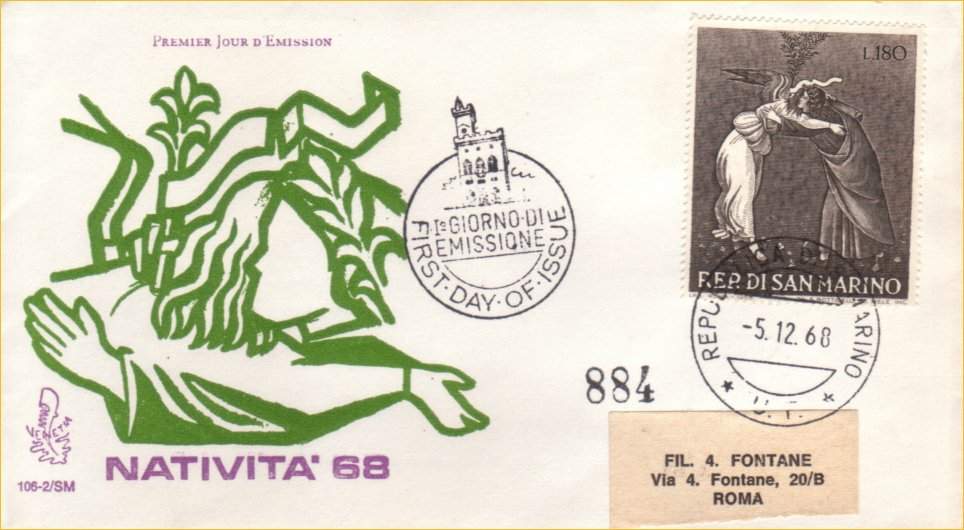 PREMIER JOUR D'EMISSION
L.180
REP. DI SAN MARINO
I° GIORNO DI
EMISSIONE
FIRST·DAY·OF·ISSUE
-5.12.68
884
NATIVITA' 68
106-2/SM
FIL. 4. FONTANE
Via 4. Fontane, 20/B
ROMA